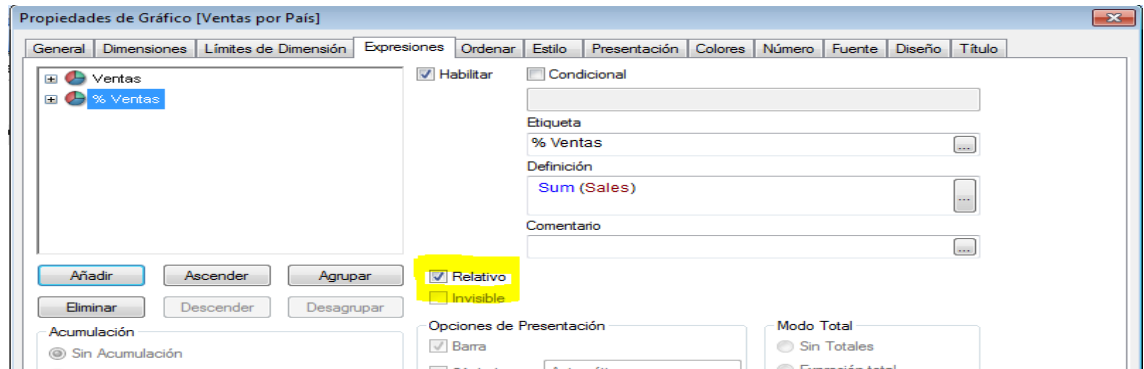 Propiedades de Gráfico [Ventas por País]
General Dimensiones Límites de Dimensión Expresiones Ordenar Estilo Presentación Colores Número Fuente Diseño Título
Ventas
% Ventas
Habilitar Condicional
Etiqueta
% Ventas ...
Definición
Sum (Sales) ...
Comentario
...
Añadir Ascender Agrupar
Eliminar Descender Desagrupar
Relativo
Invisible
Acumulación
Sin Acumulación
Opciones de Presentación
Barra
Modo Total
Sin Totales